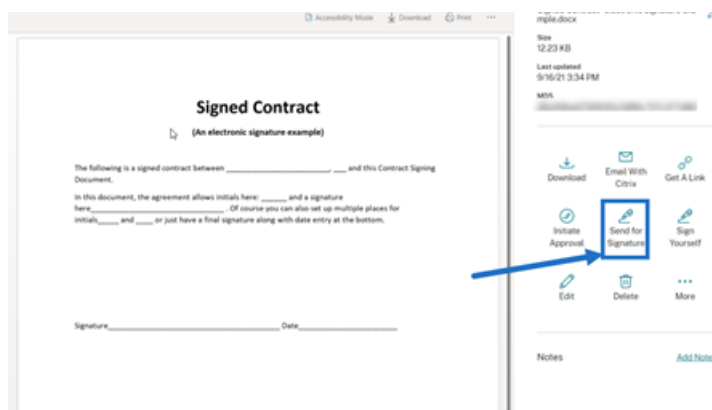 Accessibility Mode Download Print ...
Signed Contract
(An electronic signature example)
The following is a signed contract between ____________________, ___ and this Contract Signing
Document.
In this document, the agreement allows initials here: ______ and a signature
here__________________________. Of course you can also set up multiple places for
initials_____ and ____ or just have a final signature along with date entry at the bottom.
Signature___________________________________ Date____________________
mple.docx
Size
12.23 KB
Last updated
9/16/21 3:34 PM
MD5
Download
Email With
Citrix
Get A Link
Initiate
Approval
Send for
Signature
Sign
Yourself
Edit
Delete
More
Notes
Add Note